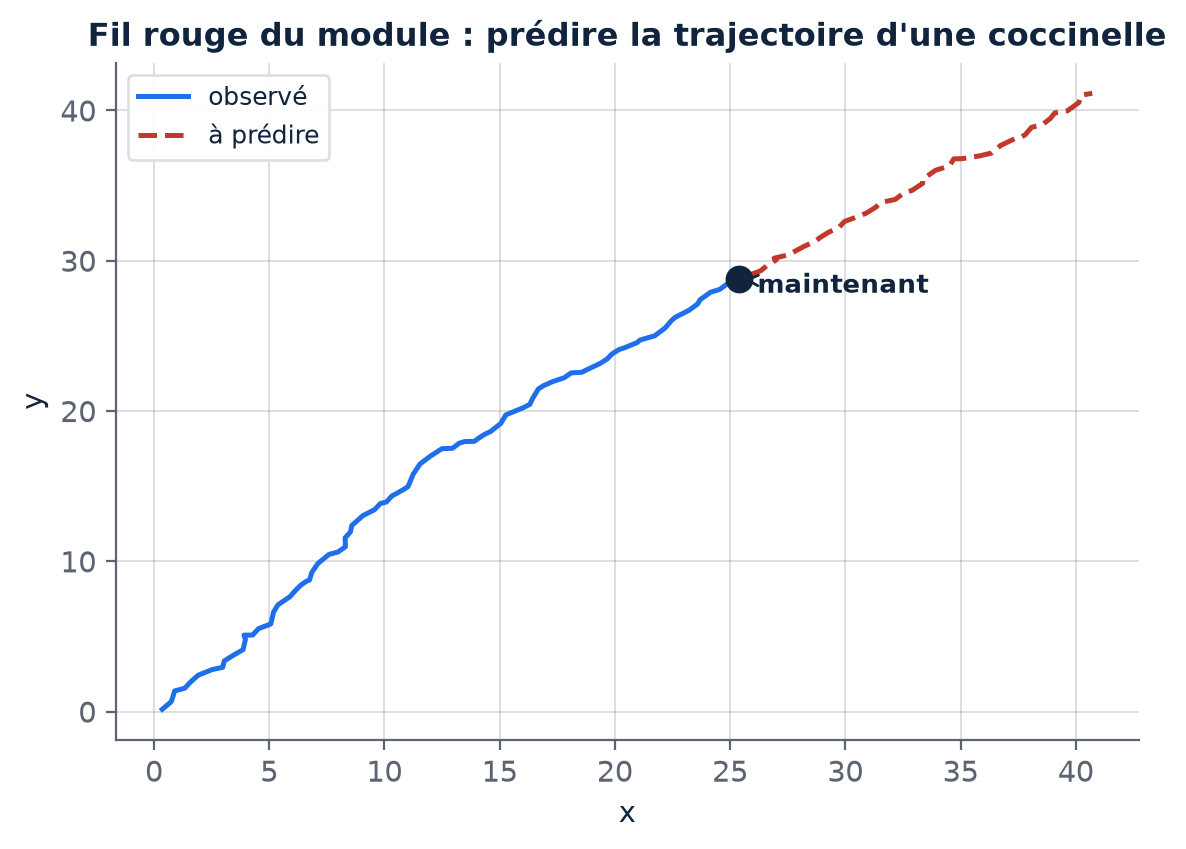 Fil rouge du module : prédire la trajectoire d'une coccinelle
observé
à prédire
maintenant
40
30
20
10
0
y
0 5 10 15 20 25 30 35 40
x